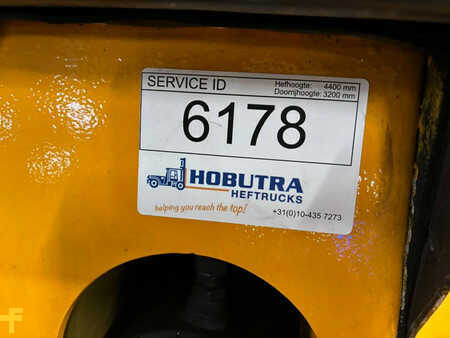 SERVICE ID
Hefhoogte: 4400 mm
Doorrijhoogte: 3200 mm
6178
HOBUTRA
HEFTRUCKS
helping you reach the top!
+31(0)10-435 7273